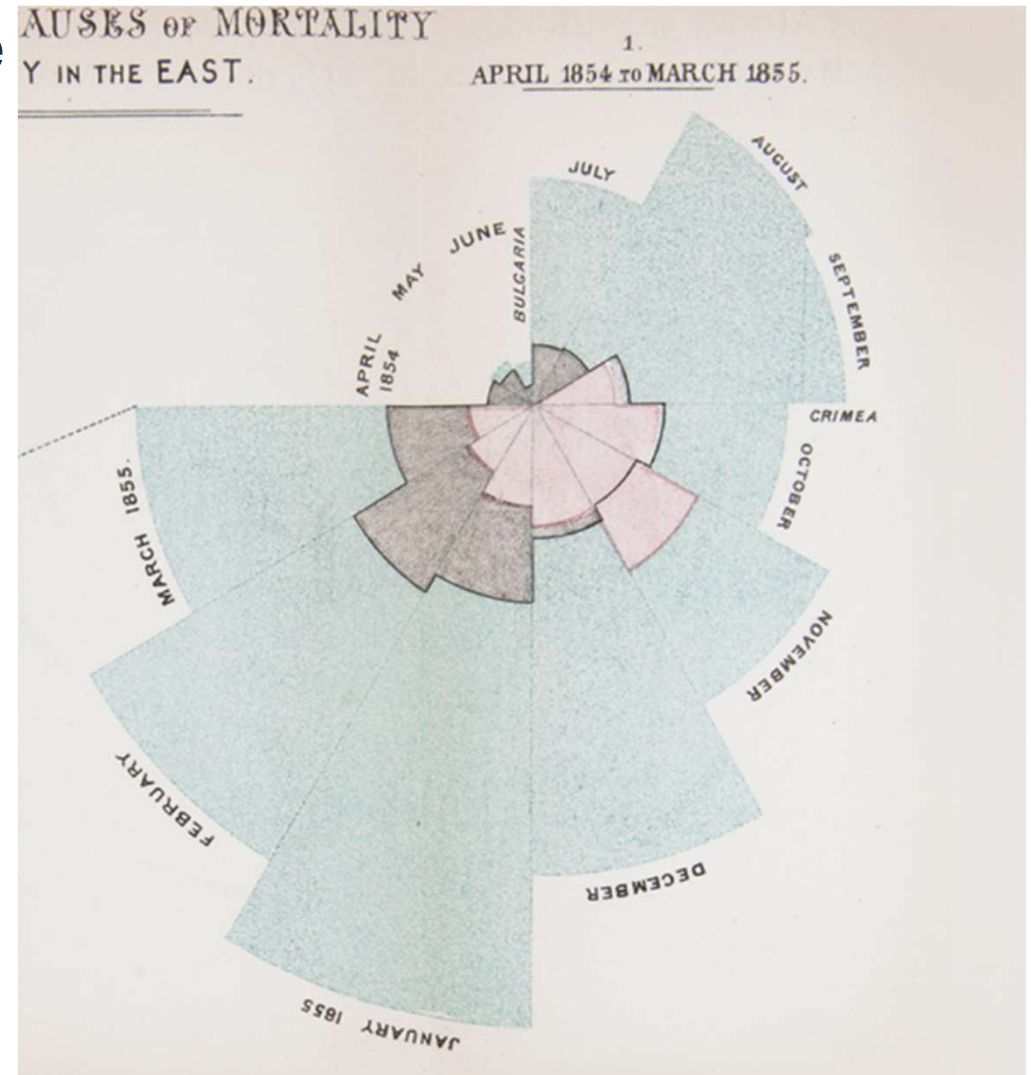 AUSES OF MORTALITY
Y IN THE EAST.
1.
APRIL 1854 TO MARCH 1855.
JULY
AUGUST
SEPTEMBER
CRIMEA
OCTOBER
NOVEMBER
DECEMBER
JANUARY 1855
FEBRUARY
MARCH 1855.
APRIL
1854
MAY
JUNE
BULGARIA